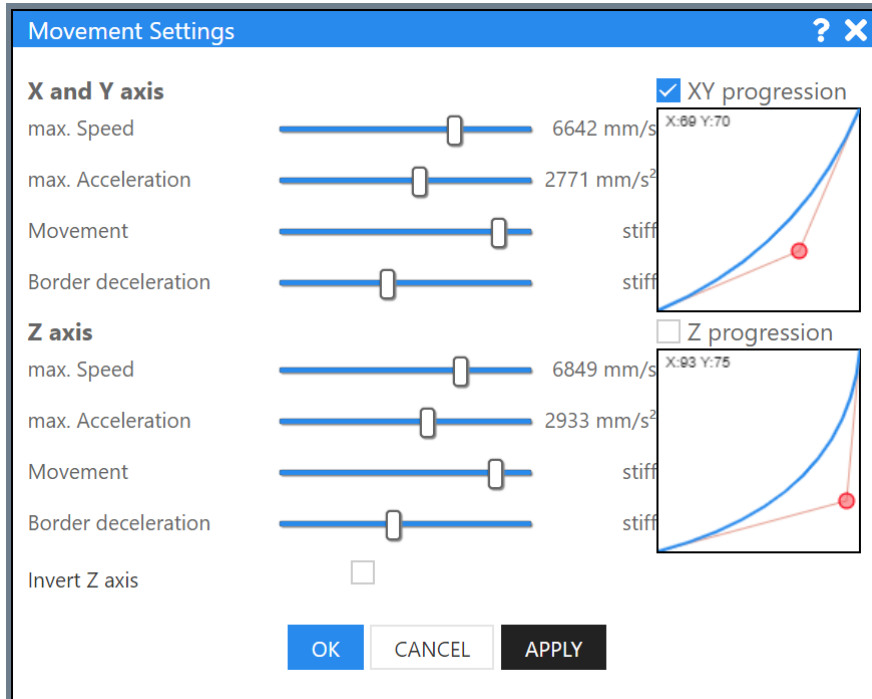 Movement Settings ? ×
X and Y axis
XY progression
max. Speed 6642 mm/s
X:69 Y:70
max. Acceleration 2771 mm/s²
Movement stiff
Border deceleration stiff
Z axis
Z progression
max. Speed 6849 mm/s
X:93 Y:75
max. Acceleration 2933 mm/s²
Movement stiff
Border deceleration stiff
Invert Z axis
OK CANCEL APPLY